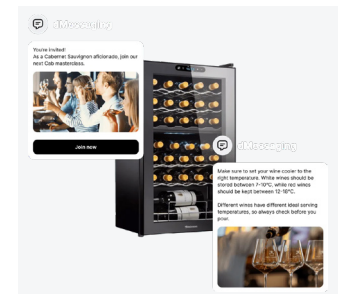 dMessaging
You're invited!
As a Cabernet Sauvignon aficionado, join our
next Cab masterclass.
Join now
dMessaging
Make sure to set your wine cooler to the
right temperature. White wines should be
stored between 7-10°C, while red wines
should be kept between 12-18°C.
Different wines have different ideal serving
temperatures, so always check before you
pour.